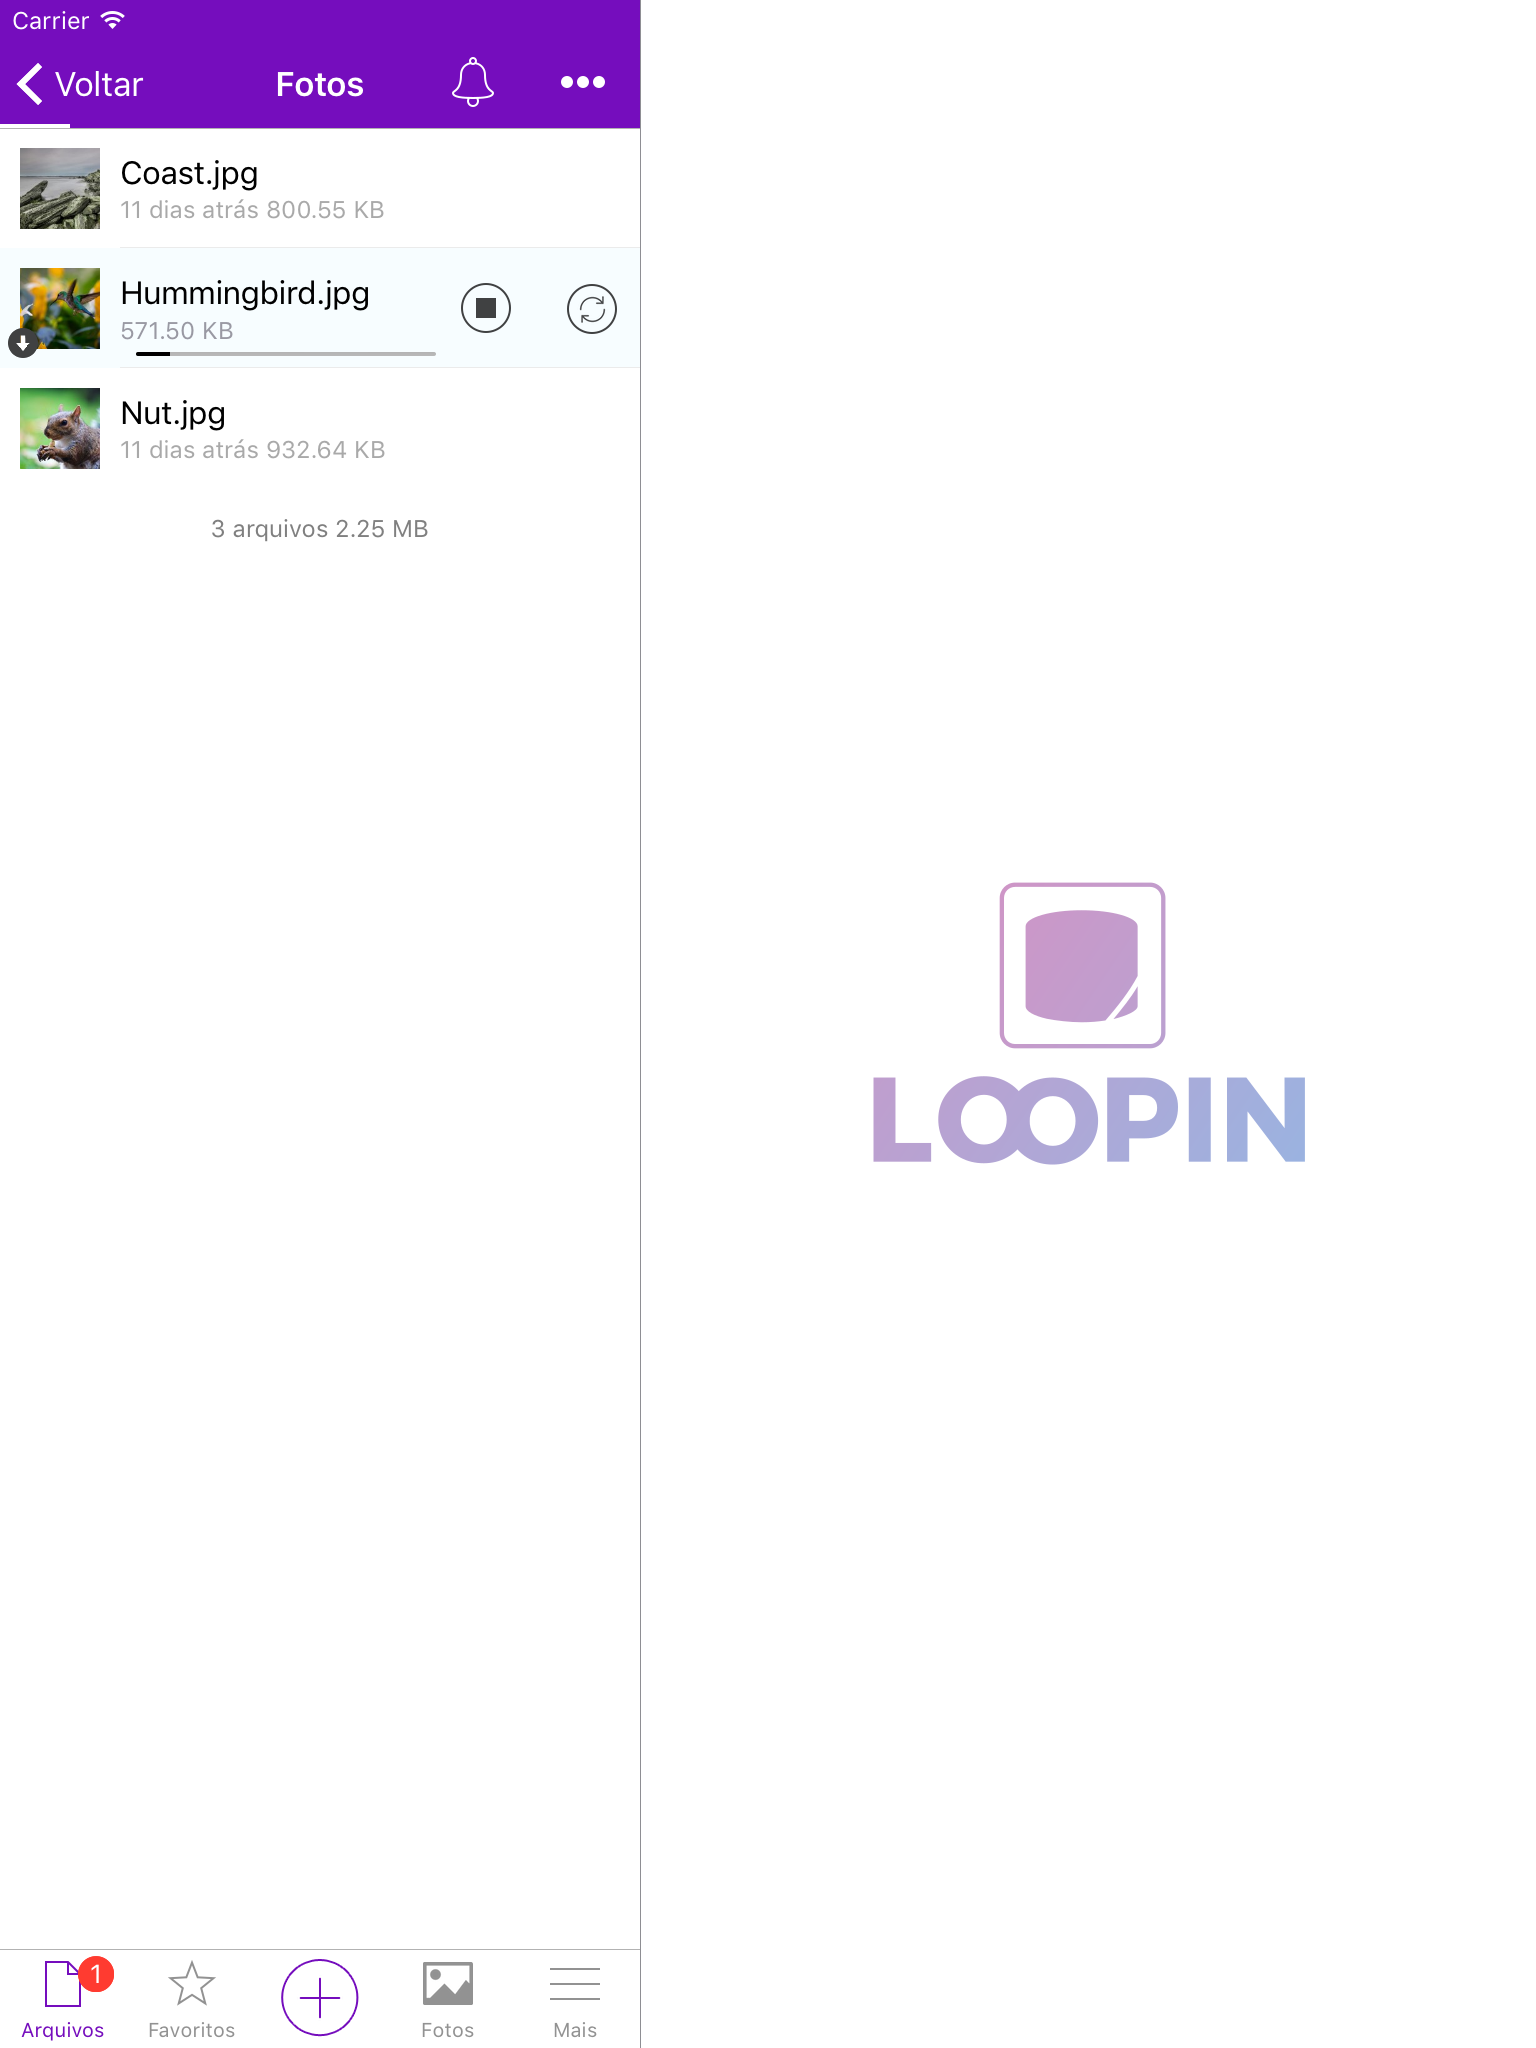 Carrier
Voltar
Fotos
Coast.jpg
11 dias atrás 800.55 KB
Hummingbird.jpg
571.50 KB
Nut.jpg
11 dias atrás 932.64 KB
3 arquivos 2.25 MB
LOOPIN
1
Arquivos
Favoritos
Fotos
Mais